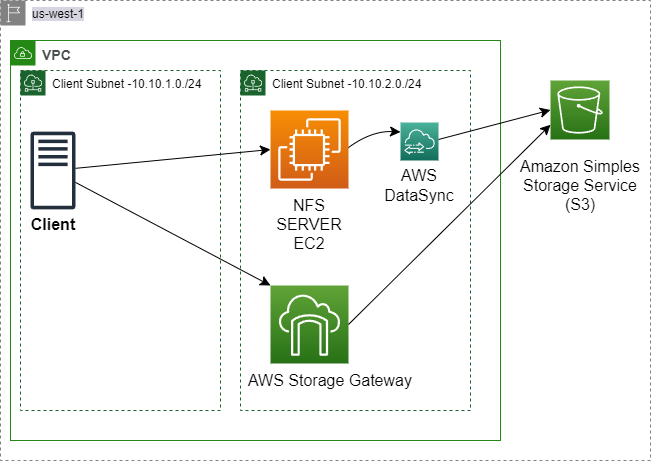 us-west-1
VPC
Client Subnet -10.10.1.0./24
Client Subnet -10.10.2.0./24
Client
NFS
SERVER
EC2
AWS
DataSync
Amazon Simples
Storage Service
(S3)
AWS Storage Gateway